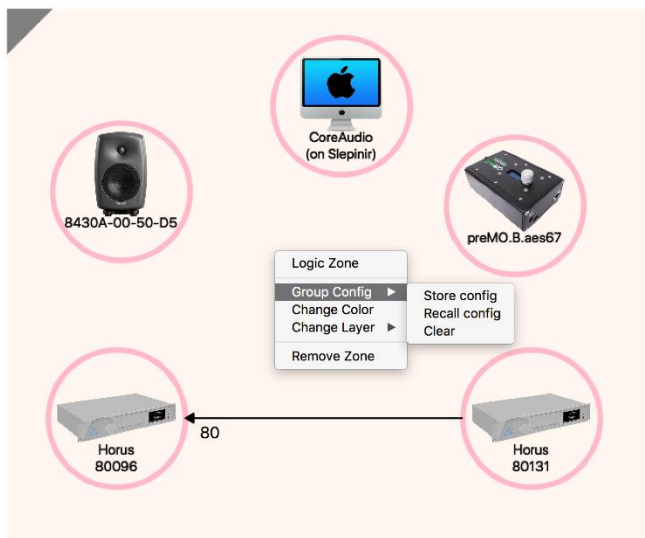 CoreAudio
(on Slepinir)
8430A-00-50-D5
preMO.B.aes67
Logic Zone
Group Config ▶
Change Color
Change Layer ▶
Remove Zone
Store config
Recall config
Clear
80
Horus
80096
Horus
80131